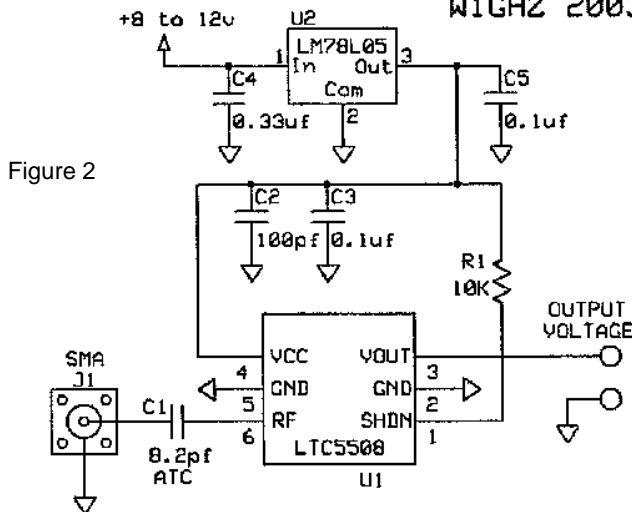 +8 to 12v
U2
W1GHZ
LM78L05
1
In
Out
3
Com
2
C4
0.33uf
C5
0.1uf
Figure 2
C2
100pf
C3
0.1uf
R1
10K
OUTPUT
VOLTAGE
SMA
J1
C1
8.2pf
ATC
VCC
4
GND
5
RF
6
VOUT
3
GND
2
SHDN
1
LTC5508
U1